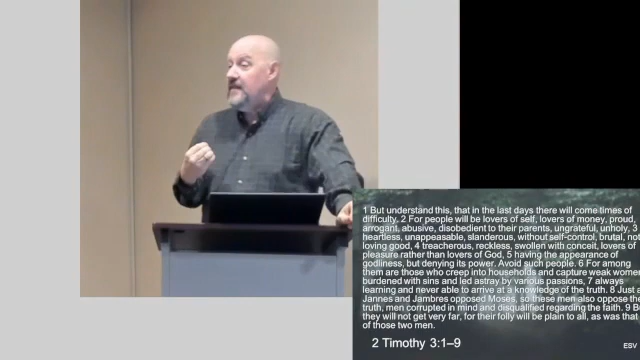 1 But understand this, that in the last days there will come times of
difficulty. 2 For people will be lovers of self, lovers of money, proud,
arrogant, abusive, disobedient to their parents, ungrateful, unholy, 3
heartless, unappeasable, slanderous, without self-control, brutal, not
loving good, 4 treacherous, reckless, swollen with conceit, lovers of
pleasure rather than lovers of God, 5 having the appearance of
godliness, but denying its power. Avoid such people. 6 For among
them are those who creep into households and capture weak women,
burdened with sins and led astray by various passions, 7 always
learning and never able to arrive at a knowledge of the truth. 8 Just a
Jannes and Jambres opposed Moses, so these men also oppose the
truth, men corrupted in mind and disqualified regarding the faith. 9 B
they will not get very far, for their folly will be plain to all, as was that
of those two men.
2 Timothy 3:1–9
ESV